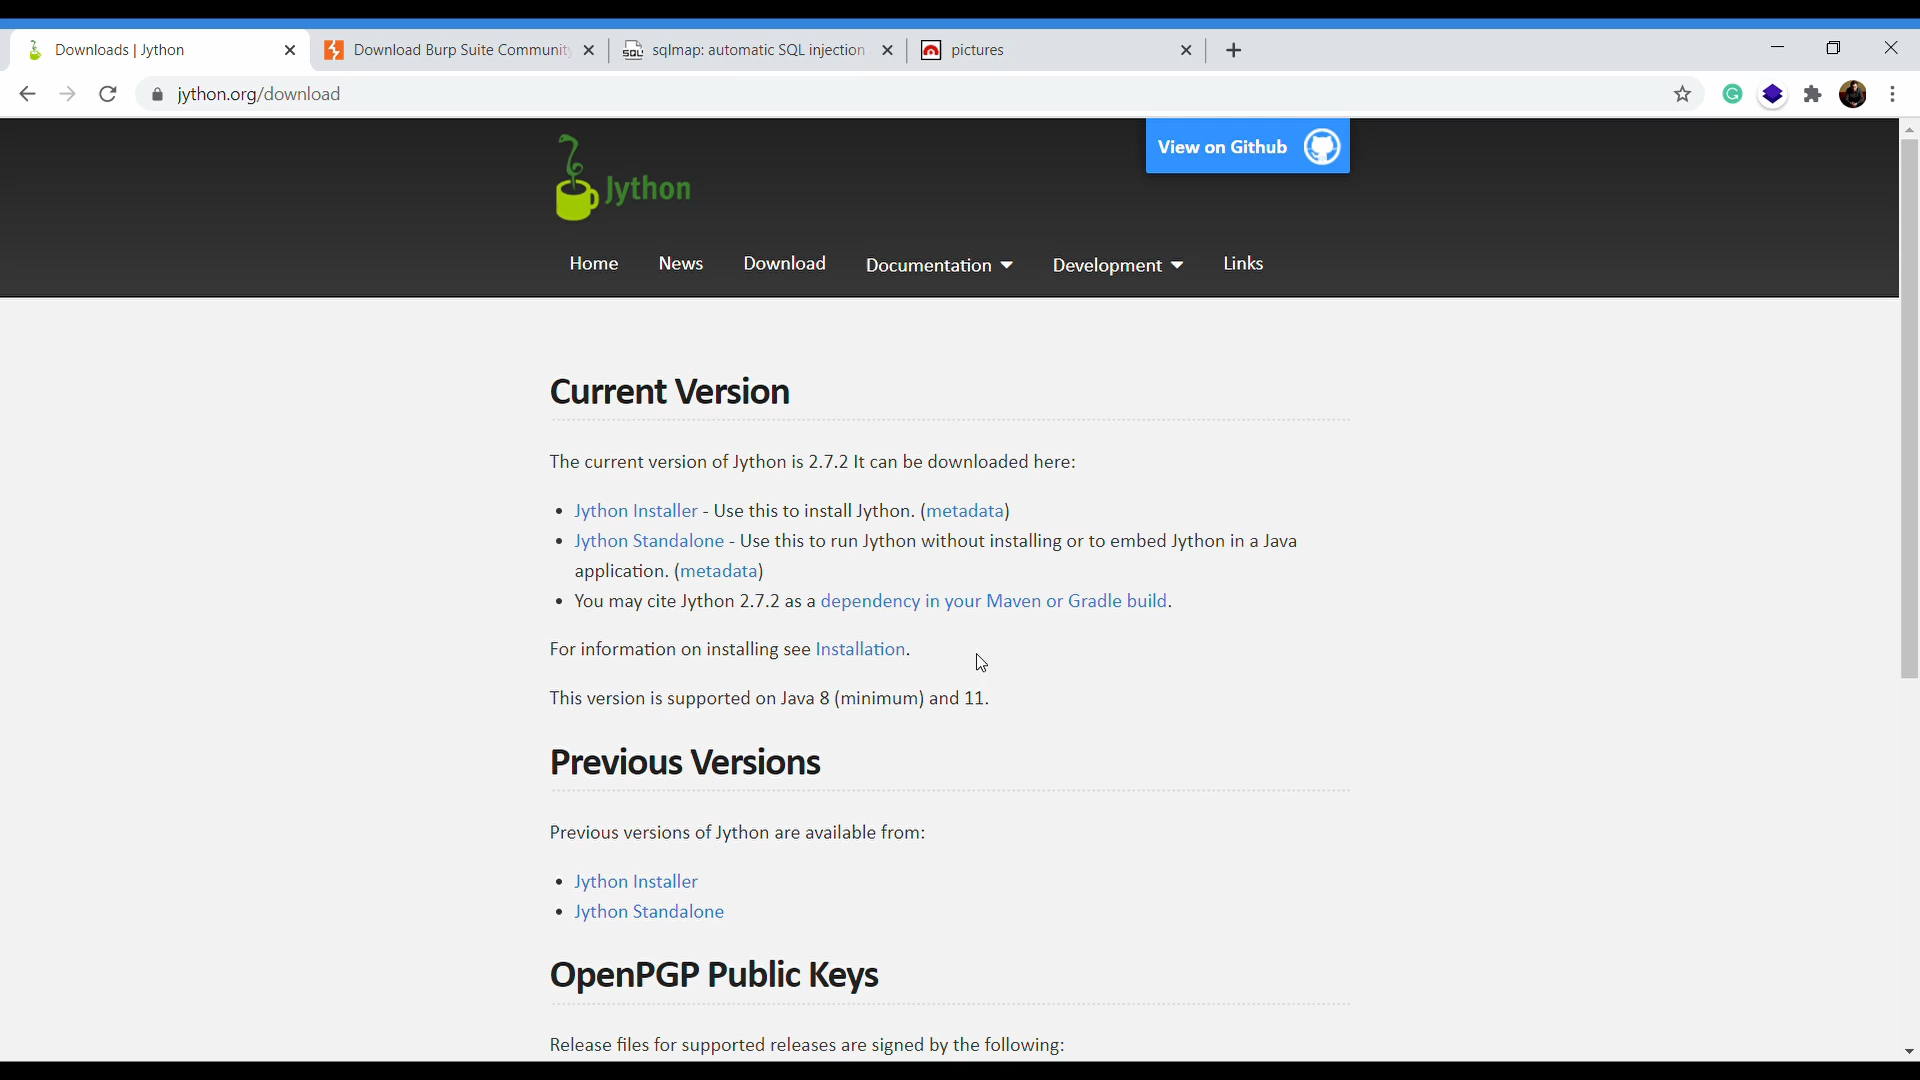 Downloads | Jython
Download Burp Suite Communit
sqlmap: automatic SQL injection
pictures
jython.org/download
View on Github
Jython
Home
News
Download
Documentation
Development
Links
Current Version
The current version of Jython is 2.7.2 It can be downloaded here:
• Jython Installer - Use this to install Jython. (metadata)
• Jython Standalone - Use this to run Jython without installing or to embed Jython in a Java
application. (metadata)
• You may cite Jython 2.7.2 as a dependency in your Maven or Gradle build.
For information on installing see Installation.
This version is supported on Java 8 (minimum) and 11.
Previous Versions
Previous versions of Jython are available from:
• Jython Installer
• Jython Standalone
OpenPGP Public Keys
Release files for supported releases are signed by the following: